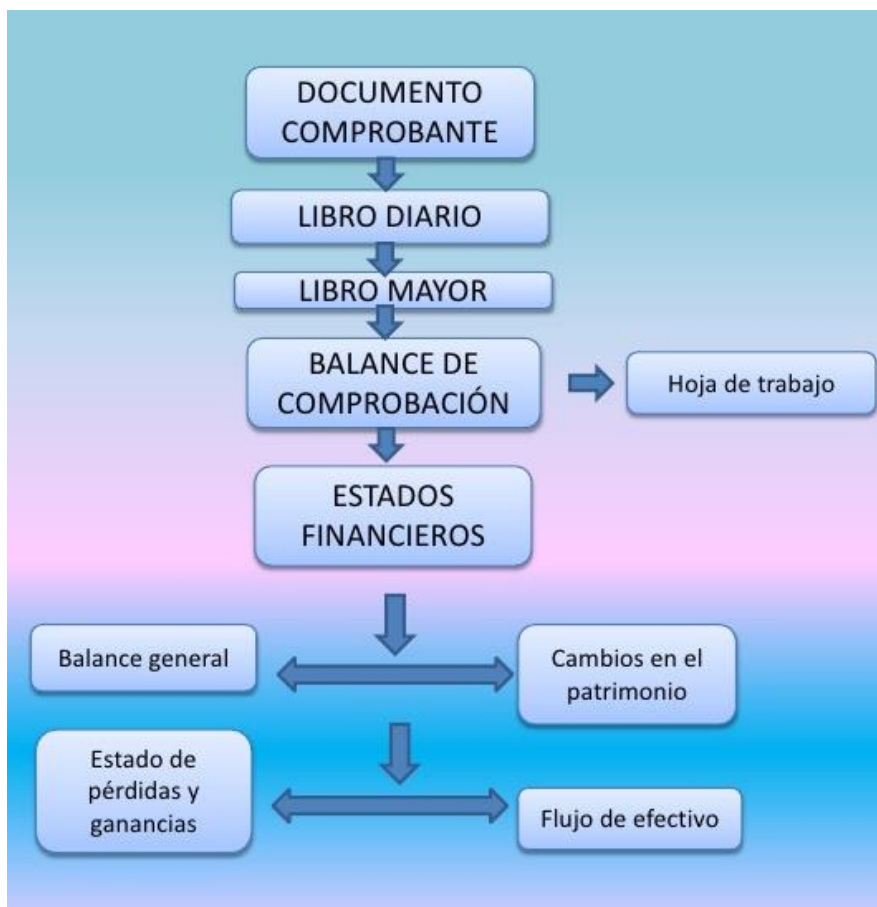 DOCUMENTO
COMPROBANTE
LIBRO DIARIO
LIBRO MAYOR
BALANCE DE
COMPROBACIÓN
Hoja de trabajo
ESTADOS
FINANCIEROS
Balance general
Cambios en el
patrimonio
Estado de
pérdidas y
ganancias
Flujo de efectivo